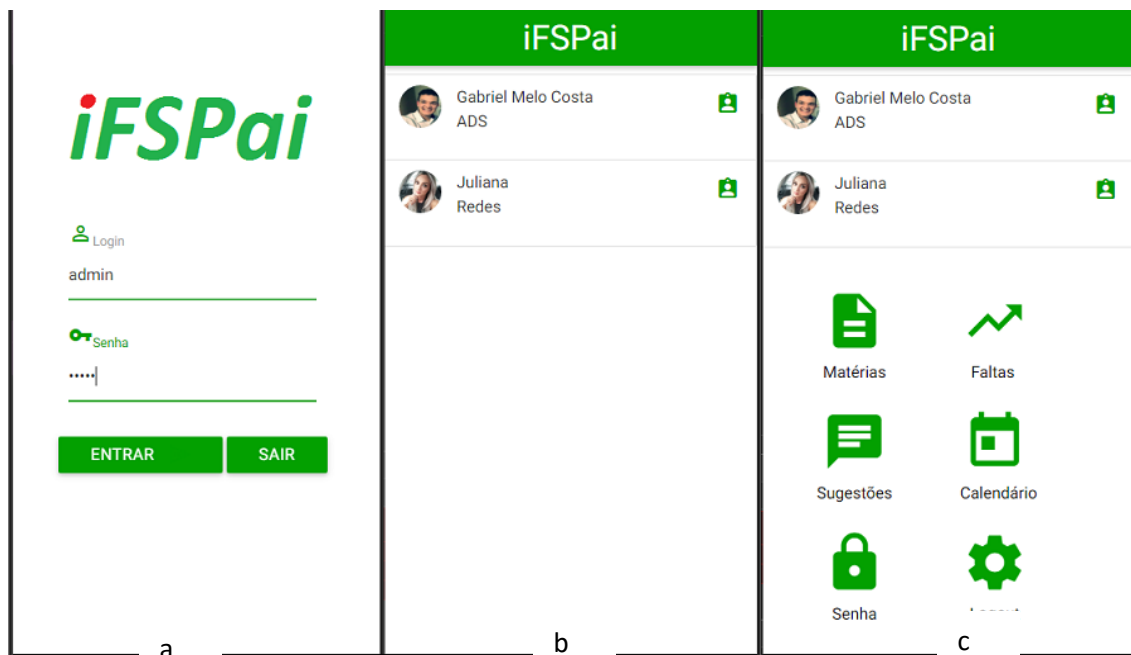 iFSPai
Login
admin
Senha
•••••
ENTRAR SAIR
a
iFSPai
Gabriel Melo Costa
ADS
Juliana
Redes
b
iFSPai
Gabriel Melo Costa
ADS
Juliana
Redes
Matérias Faltas
Sugestões Calendário
Senha
c